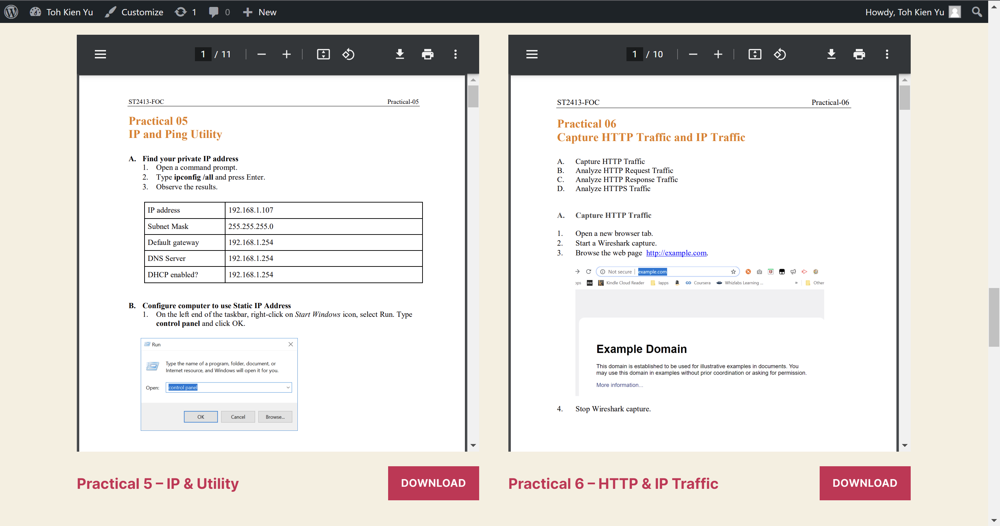 Toh Kien Yu Customize 1 0 New Howdy, Toh Kien Yu
1 / 11
ST2413-FOC Practical-05
Practical 05
IP and Ping Utility
A. Find your private IP address
1. Open a command prompt.
2. Type ipconfig /all and press Enter.
3. Observe the results.
IP address 192.168.1.107
Subnet Mask 255.255.255.0
Default gateway 192.168.1.254
DNS Server 192.168.1.254
DHCP enabled? 192.168.1.254
B. Configure computer to use Static IP Address
1. On the left end of the taskbar, right-click on Start Windows icon, select Run. Type
control panel and click OK.
Run
Type the name of a program, folder, document, or
Internet resource, and Windows will open it for you.
Open: control panel
OK Cancel Browse...
Practical 5 – IP & Utility DOWNLOAD
1 / 10
ST2413-FOC Practical-06
Practical 06
Capture HTTP Traffic and IP Traffic
A. Capture HTTP Traffic
B. Analyze HTTP Request Traffic
C. Analyze HTTP Response Traffic
D. Analyze HTTPS Traffic
A. Capture HTTP Traffic
1. Open a new browser tab.
2. Start a Wireshark capture.
3. Browse the web page http://example.com.
Not secure | example.com
pps RW Kindle Cloud Reader lapps a Coursera Whizlabs Learning ... » Other
Example Domain
This domain is established to be used for illustrative examples in documents. You
may use this domain in examples without prior coordination or asking for permission.
More information...
4. Stop Wireshark capture.
Practical 6 – HTTP & IP Traffic DOWNLOAD